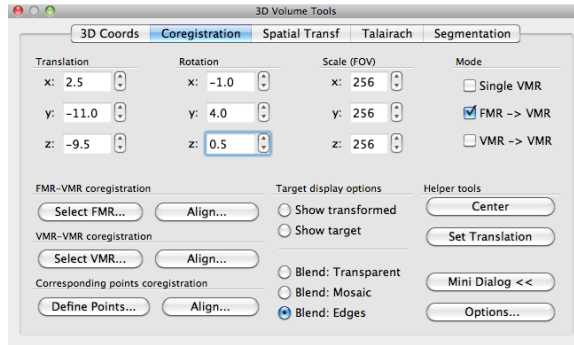 3D Volume Tools
3D Coords Coregistration Spatial Transf Talairach Segmentation
Translation Rotation Scale (FOV) Mode
x: 2.5 x: -1.0 x: 256 Single VMR
y: -11.0 y: 4.0 y: 256 FMR -> VMR
z: -9.5 z: 0.5 z: 256 VMR -> VMR
FMR-VMR coregistration Target display options Helper tools
Select FMR... Align... Show transformed Center
Show target
VMR-VMR coregistration Set Translation
Select VMR... Align... Blend: Transparent
Corresponding points coregistration Blend: Mosaic Mini Dialog <<
Define Points... Align... Blend: Edges Options...